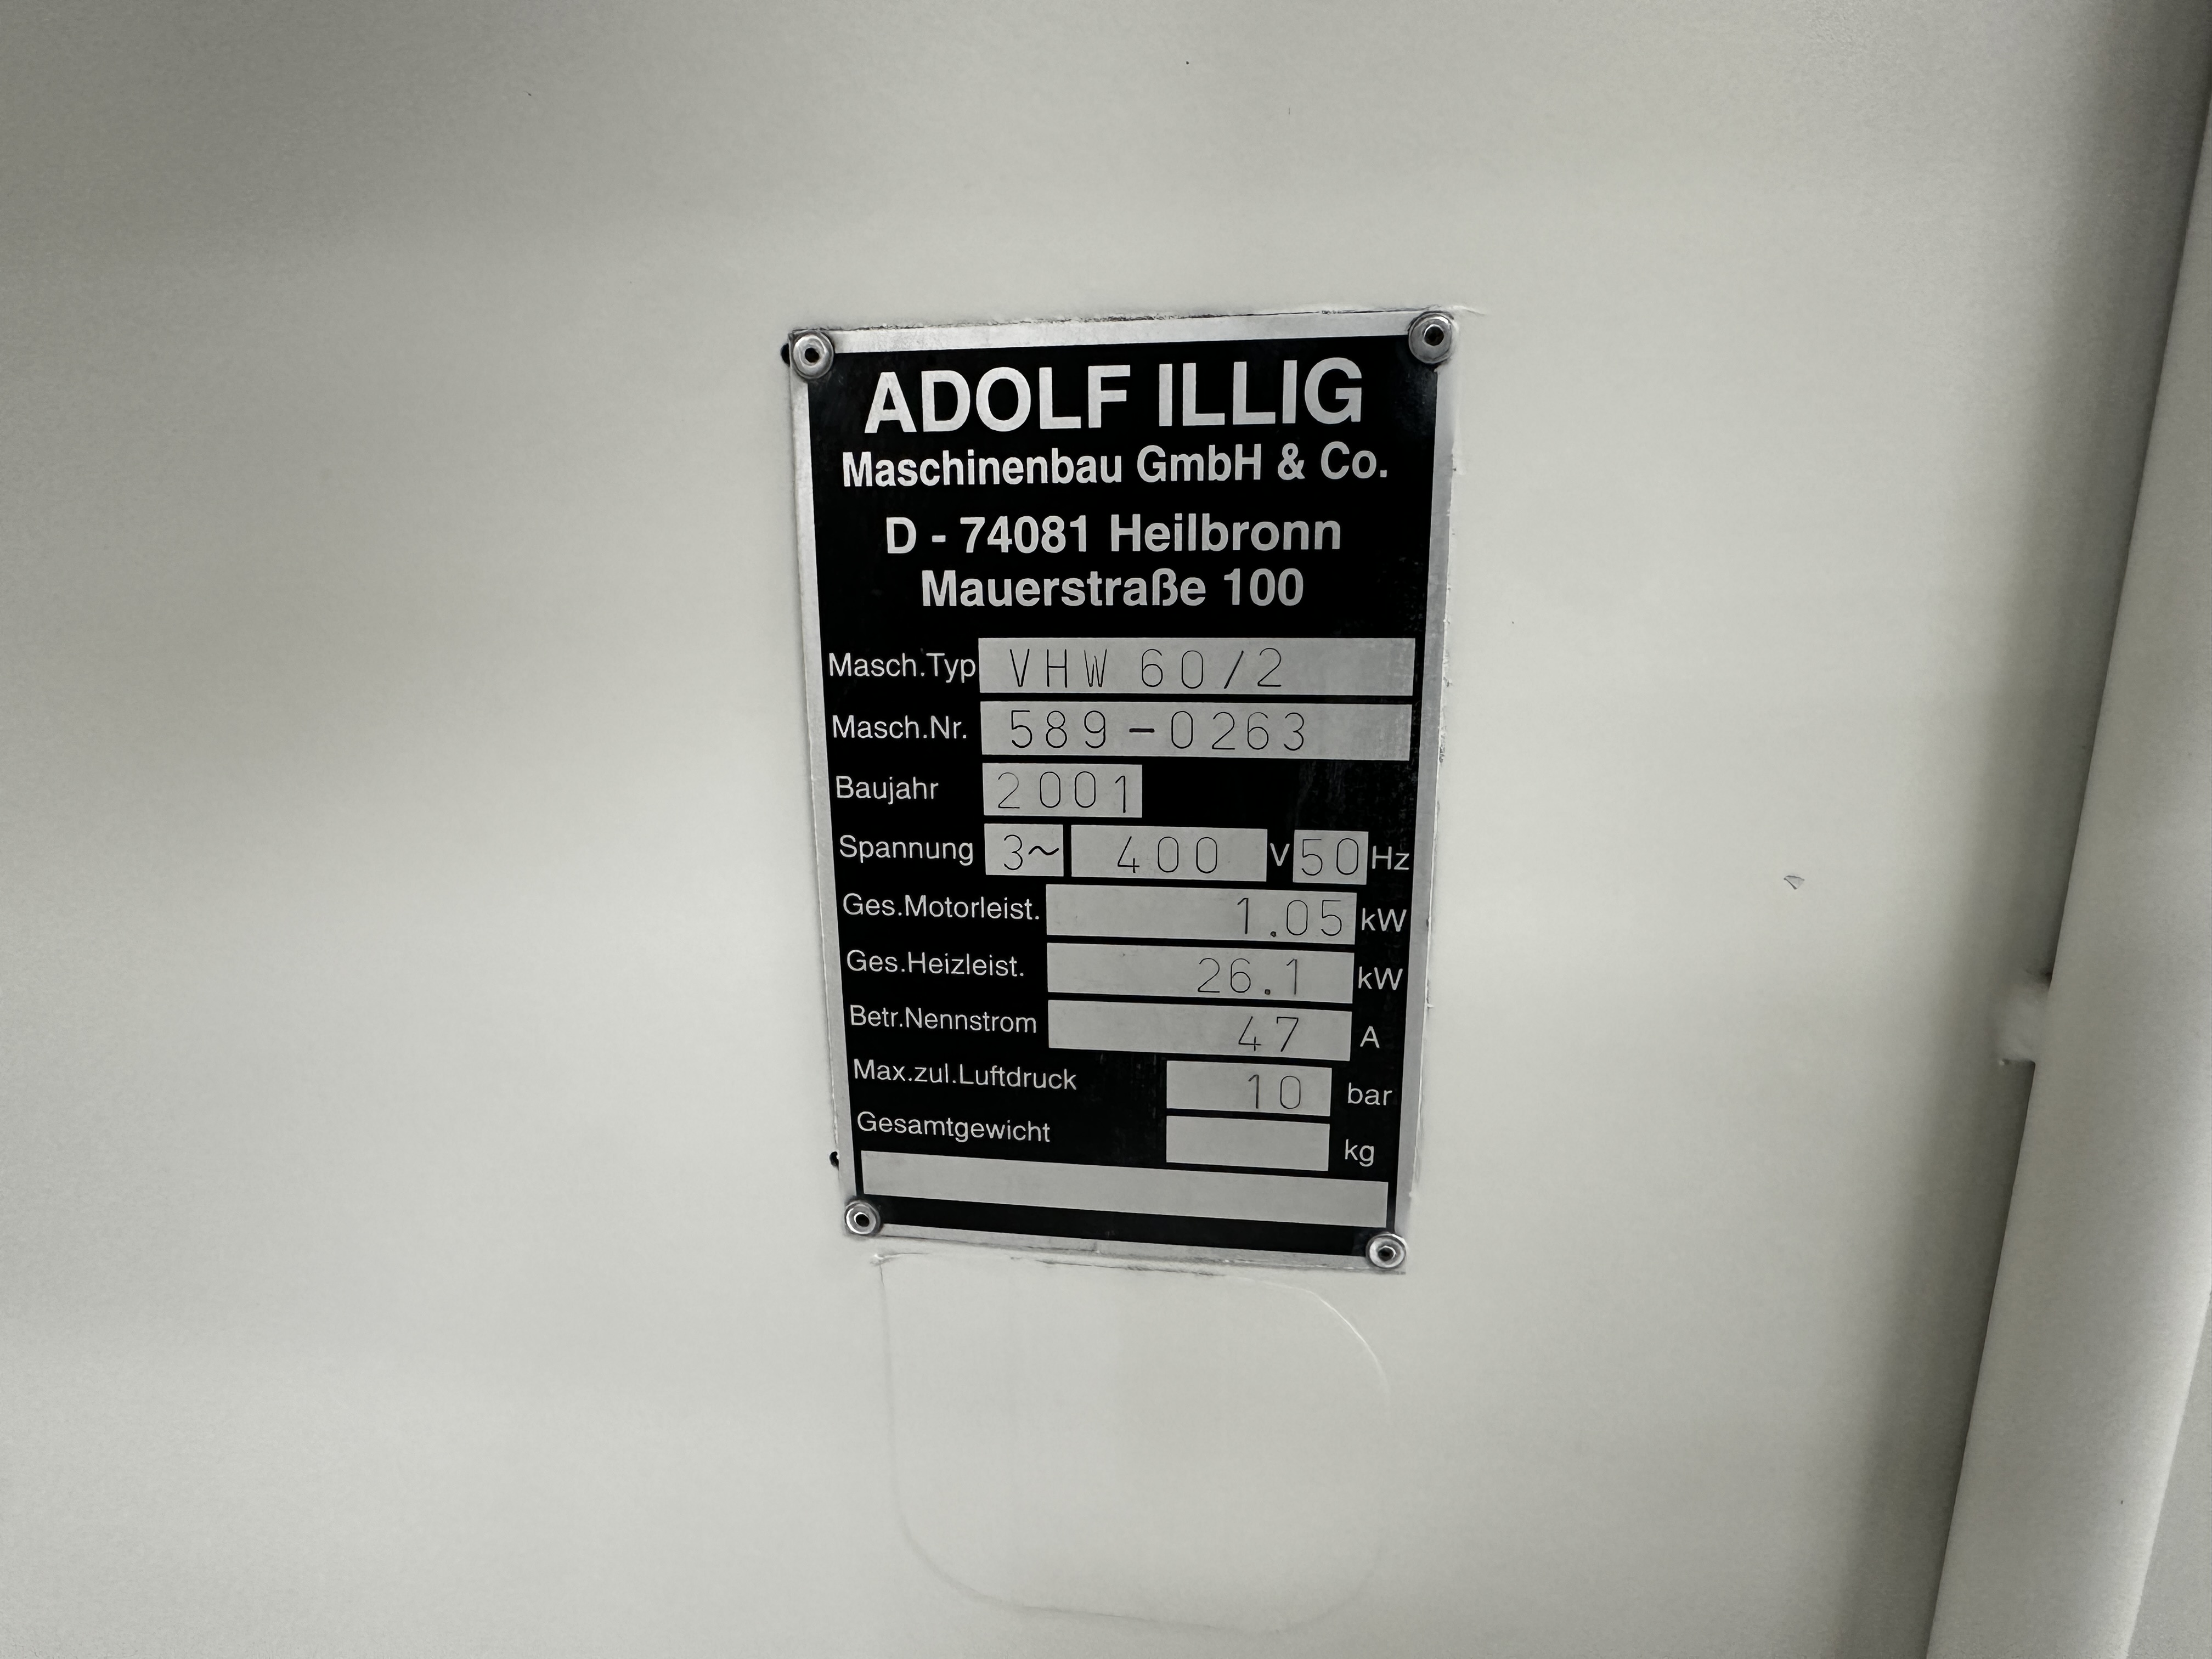 ADOLF ILLIG
Maschinenbau GmbH & Co.
D - 74081 Heilbronn
Mauerstraße 100
Masch.Typ VHW 60/2
Masch.Nr. 589-0263
Baujahr 2001
Spannung 3~ 400 V 50 Hz
Ges.Motorleist. 1.05 kW
Ges.Heizleist. 26.1 kW
Betr.Nennstrom 47 A
Max.zul.Luftdruck 10 bar
Gesamtgewicht kg